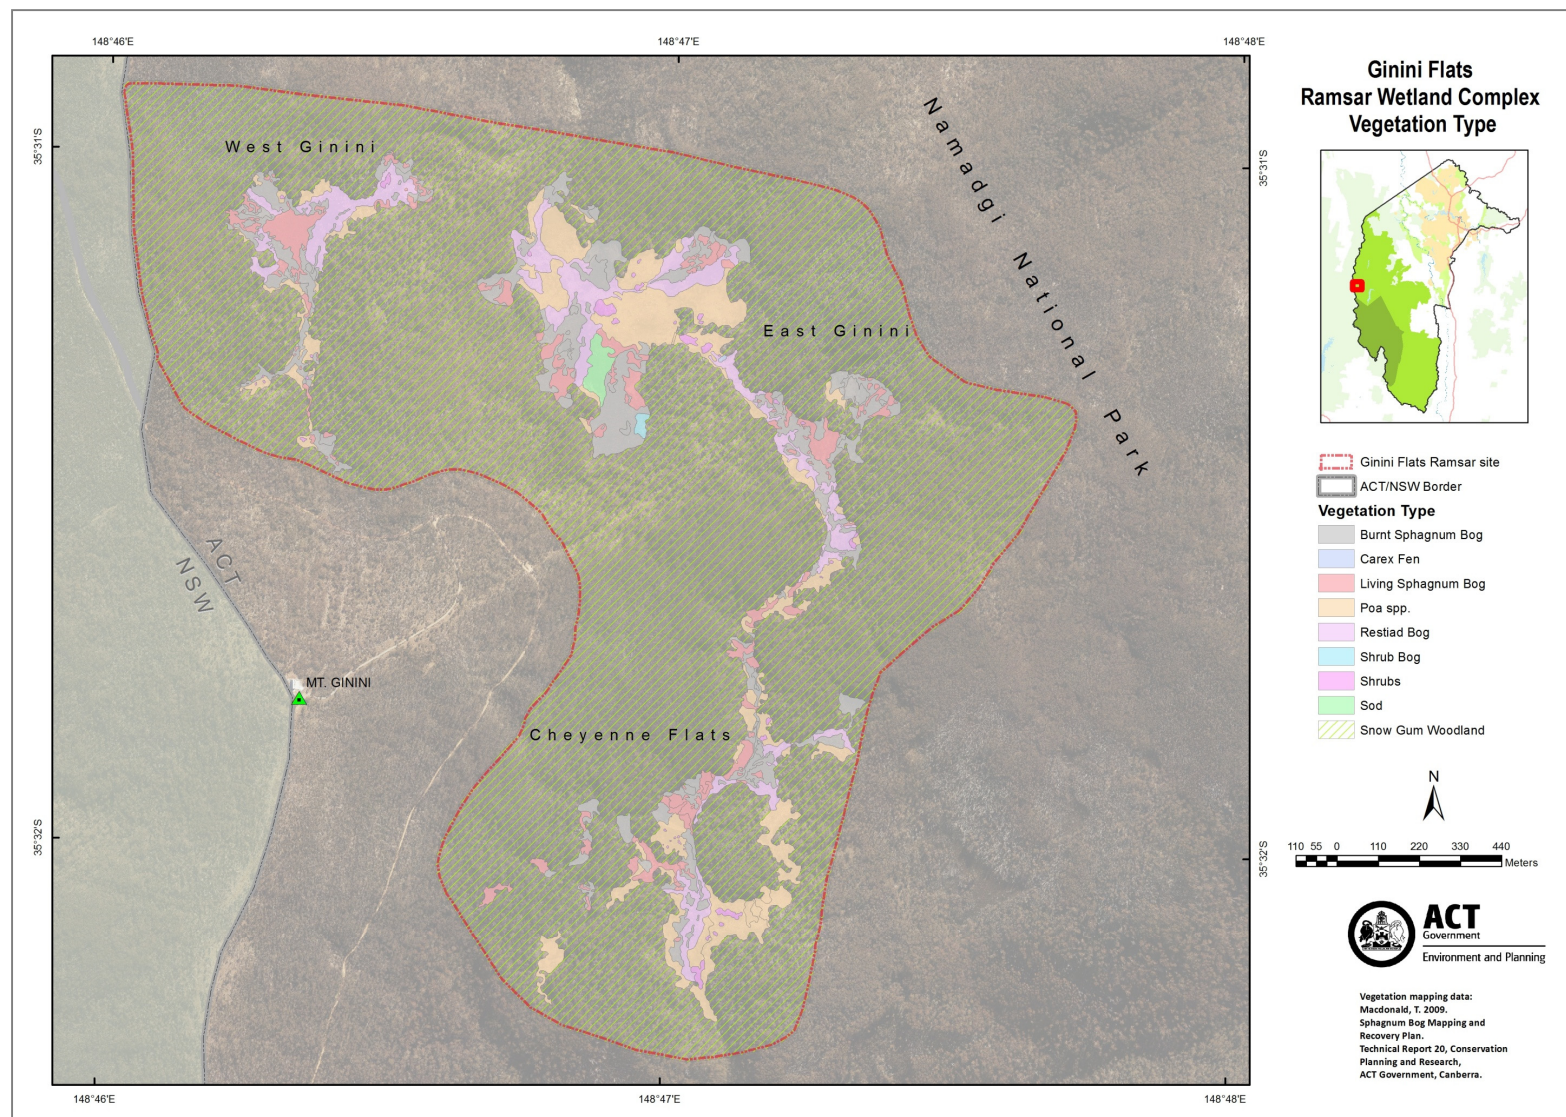 148°46'E
148°47'E
148°48'E
35°31'S
35°31'S
West Ginini
East Ginini
Namadgi National Park
ACT
NSW
MT. GININI
Cheyenne Flats
35°32'S
35°32'S
148°46'E
148°47'E
148°48'E
Ginini Flats
Ramsar Wetland Complex
Vegetation Type
Ginini Flats Ramsar site
ACT/NSW Border
Vegetation Type
Burnt Sphagnum Bog
Carex Fen
Living Sphagnum Bog
Poa spp.
Restiad Bog
Shrub Bog
Shrubs
Sod
Snow Gum Woodland
N
110 55 0 110 220 330 440
Meters
ACT
Government
Environment and Planning
Vegetation mapping data:
Macdonald, T. 2009.
Sphagnum Bog Mapping and
Recovery Plan.
Technical Report 20, Conservation
Planning and Research,
ACT Government, Canberra.